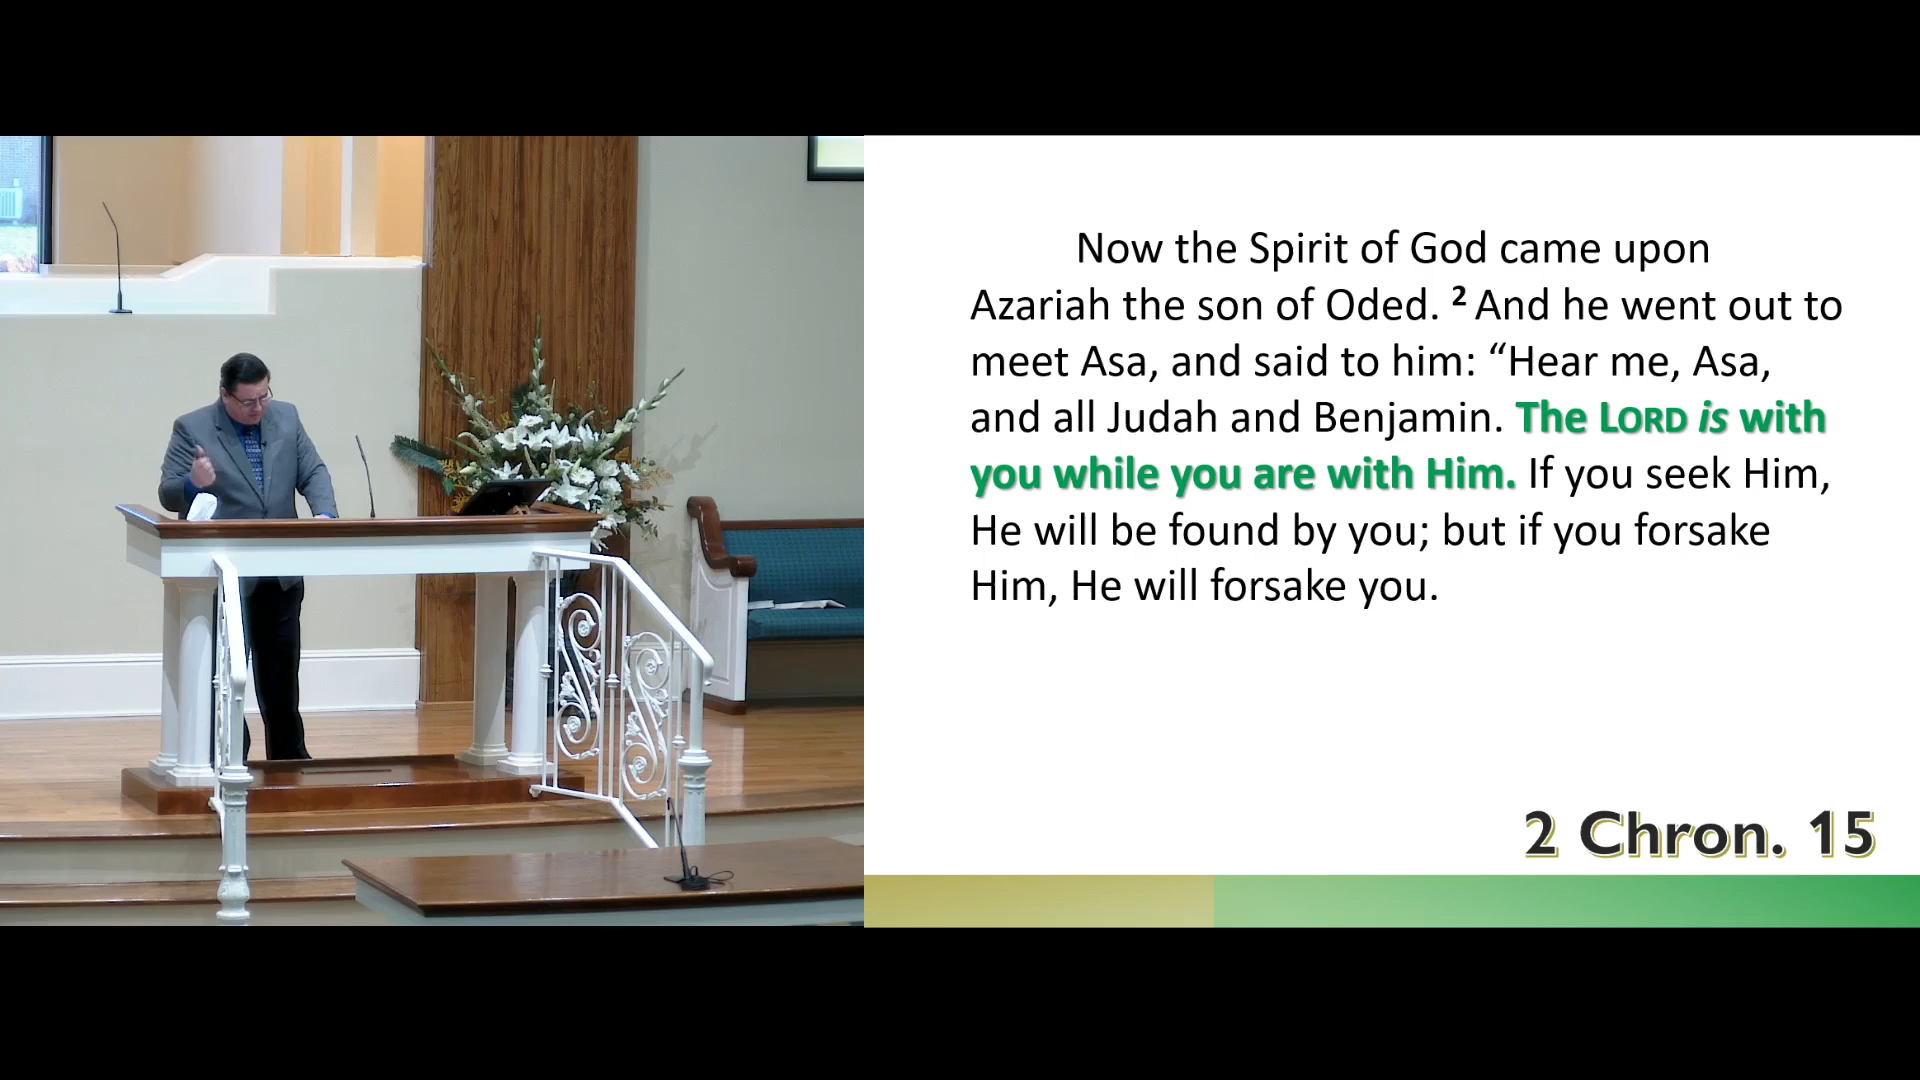 Now the Spirit of God came upon
Azariah the son of Oded. 2 And he went out to
meet Asa, and said to him: “Hear me, Asa,
and all Judah and Benjamin. The LORD is with
you while you are with Him. If you seek Him,
He will be found by you; but if you forsake
Him, He will forsake you.
2 Chron. 15